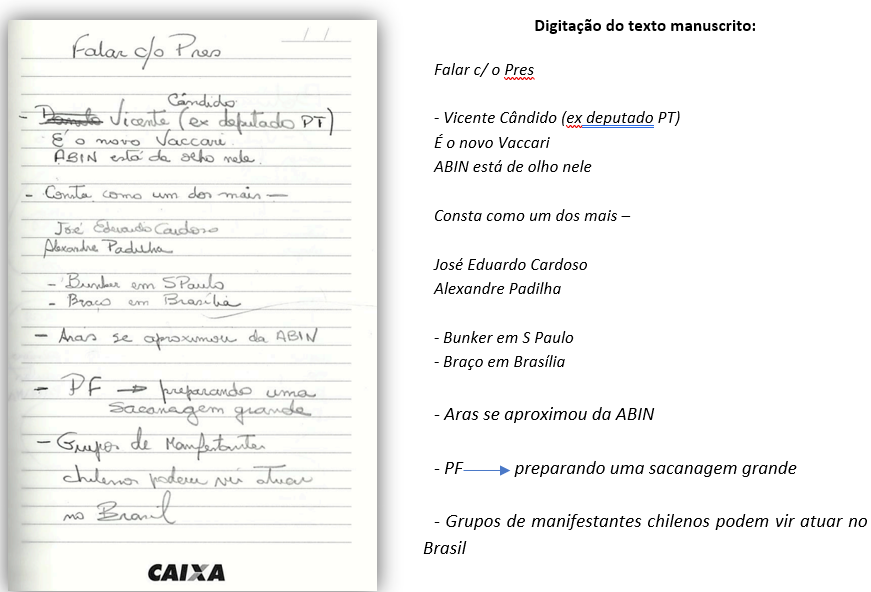 Falar c/o Pres
/ /
Cândido
- Vicente (ex deputado PT)
É o novo Vaccari.
ABIN está de olho nele.
- Consta como um dos mais —
José Eduardo Cardoso
Alexandre Padilha
- Bunker em SPaulo
- Braço em Brasília
- Aras se aproximou da ABIN
- PF → preparando uma
sacanagem grande
- Grupos de Manifestantes
chilenos podem vir atuar
no Brasil
CAIXA
Digitação do texto manuscrito:
Falar c/ o Pres
- Vicente Cândido (ex deputado PT)
É o novo Vaccari
ABIN está de olho nele
Consta como um dos mais –
José Eduardo Cardoso
Alexandre Padilha
- Bunker em S Paulo
- Braço em Brasília
- Aras se aproximou da ABIN
- PF → preparando uma sacanagem grande
- Grupos de manifestantes chilenos podem vir atuar no
Brasil